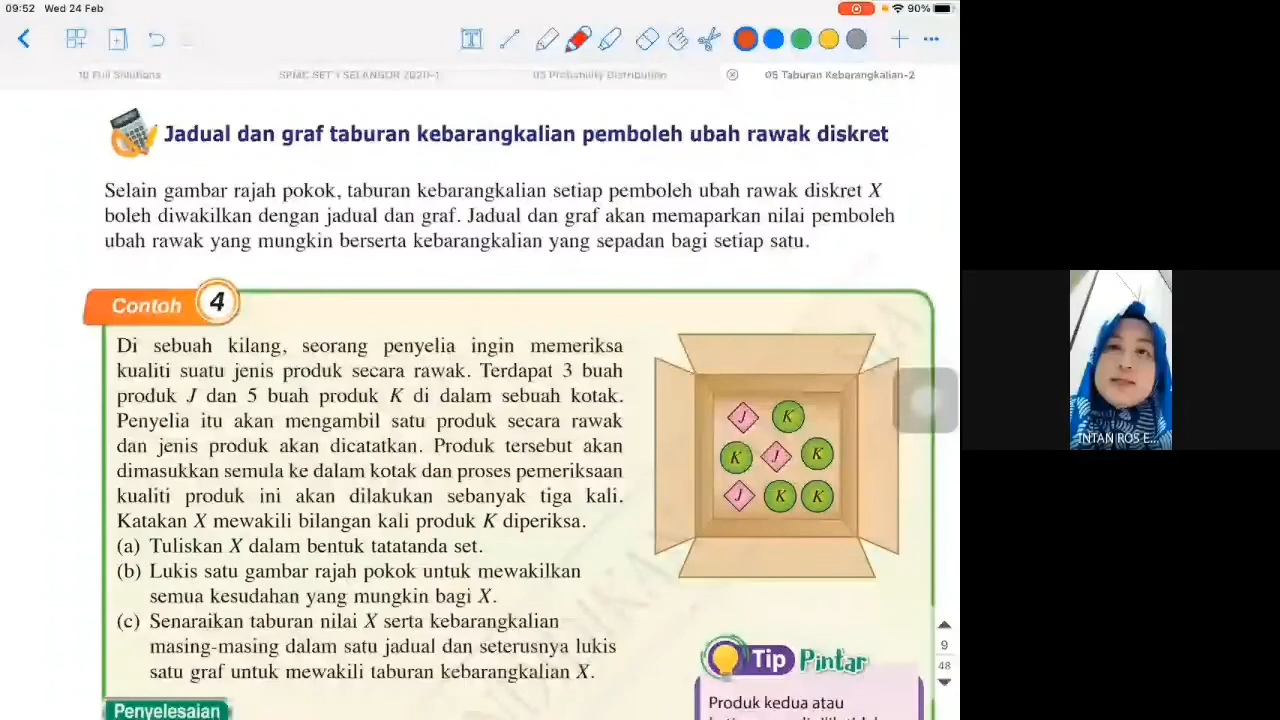 09:52 Wed 24 Feb
90%
10 Full Solutions
SPMC SET 1 SELANGOR 2020-1
05 Probability Distribution
05 Taburan Kebarangkalian-2
Jadual dan graf taburan kebarangkalian pemboleh ubah rawak diskret
Selain gambar rajah pokok, taburan kebarangkalian setiap pemboleh ubah rawak diskret X
boleh diwakilkan dengan jadual dan graf. Jadual dan graf akan memaparkan nilai pemboleh
ubah rawak yang mungkin berserta kebarangkalian yang sepadan bagi setiap satu.
Contoh 4
Di sebuah kilang, seorang penyelia ingin memeriksa
kualiti suatu jenis produk secara rawak. Terdapat 3 buah
produk J dan 5 buah produk K di dalam sebuah kotak.
Penyelia itu akan mengambil satu produk secara rawak
dan jenis produk akan dicatatkan. Produk tersebut akan
dimasukkan semula ke dalam kotak dan proses pemeriksaan
kualiti produk ini akan dilakukan sebanyak tiga kali.
Katakan X mewakili bilangan kali produk K diperiksa.
(a) Tuliskan X dalam bentuk tatatanda set.
(b) Lukis satu gambar rajah pokok untuk mewakilkan
semua kesudahan yang mungkin bagi X.
(c) Senaraikan taburan nilai X serta kebarangkalian
masing-masing dalam satu jadual dan seterusnya lukis
satu graf untuk mewakili taburan kebarangkalian X.
J K
K J K
J K K
Tip Pintar
Produk kedua atau
Penyelesaian
9
48
INTAN ROS E...